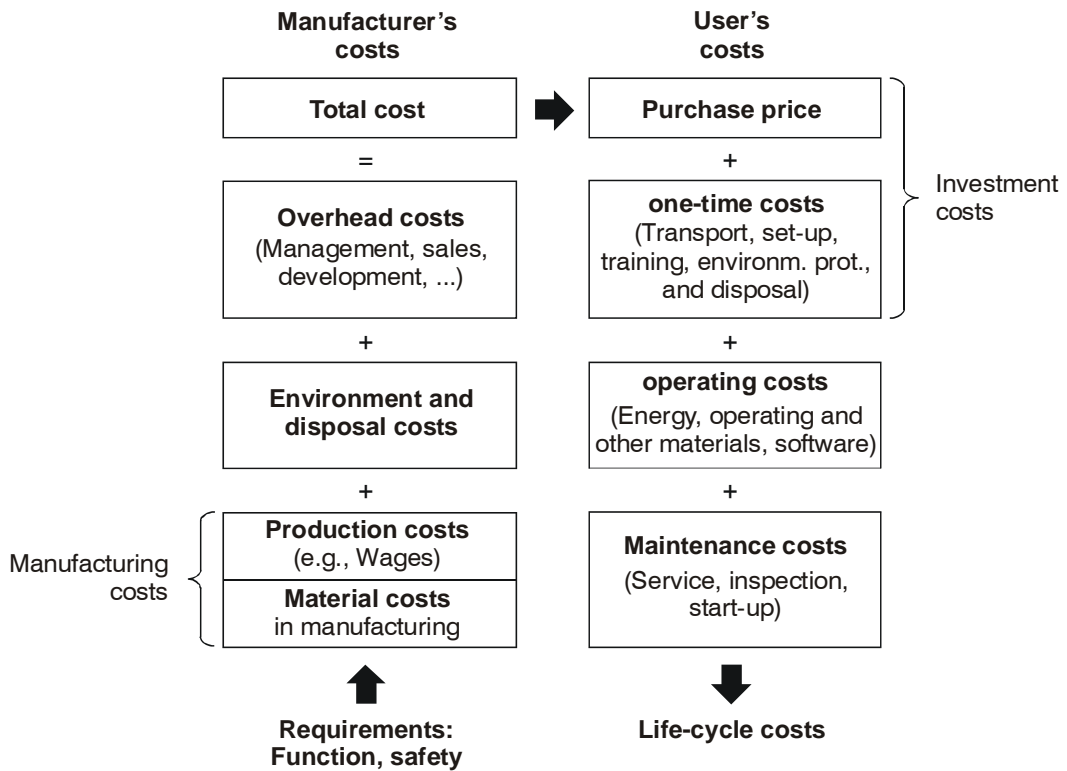 Manufacturer's
costs
User's
costs
Total cost
Purchase price
=
+
Investment
costs
Overhead costs
(Management, sales,
development, ...)
one-time costs
(Transport, set-up,
training, environm. prot.,
and disposal)
+
+
Environment and
disposal costs
operating costs
(Energy, operating and
other materials, software)
+
+
Manufacturing
costs
Production costs
(e.g., Wages)
Material costs
in manufacturing
Maintenance costs
(Service, inspection,
start-up)
Requirements:
Function, safety
Life-cycle costs